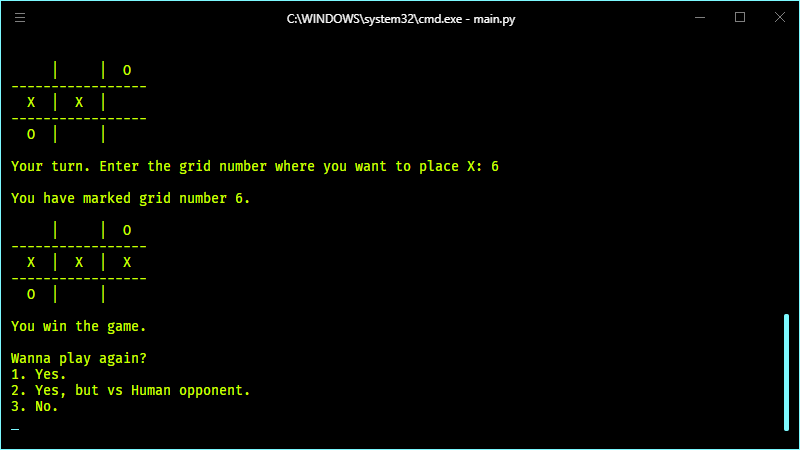 C:\WINDOWS\system32\cmd.exe - main.py
     |     |  O
-----------------
  X  |  X  |
-----------------
  O  |     |
Your turn. Enter the grid number where you want to place X: 6
You have marked grid number 6.
     |     |  O
-----------------
  X  |  X  |  X
-----------------
  O  |     |
You win the game.
Wanna play again?
1. Yes.
2. Yes, but vs Human opponent.
3. No.
_